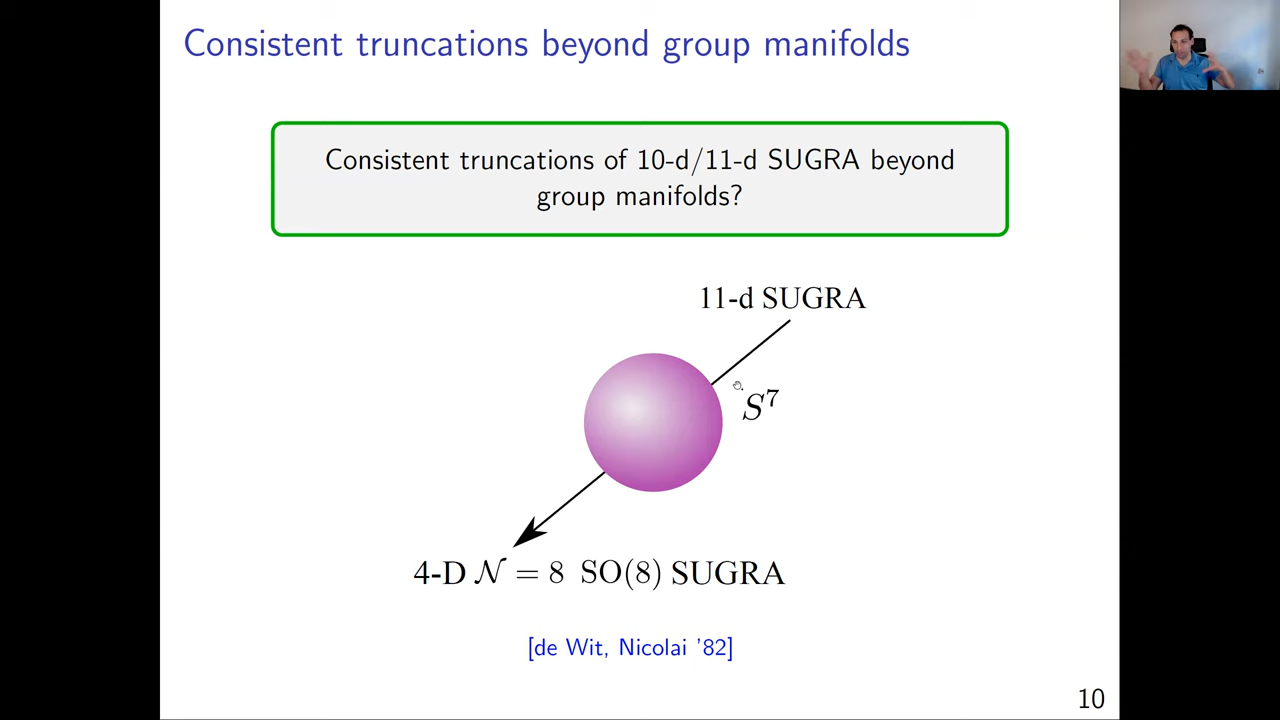 Consistent truncations beyond group manifolds
Consistent truncations of 10-d/11-d SUGRA beyond
group manifolds?
11-d SUGRA
S⁷
4-D 𝒩 = 8 SO(8) SUGRA
[de Wit, Nicolai '82]
10